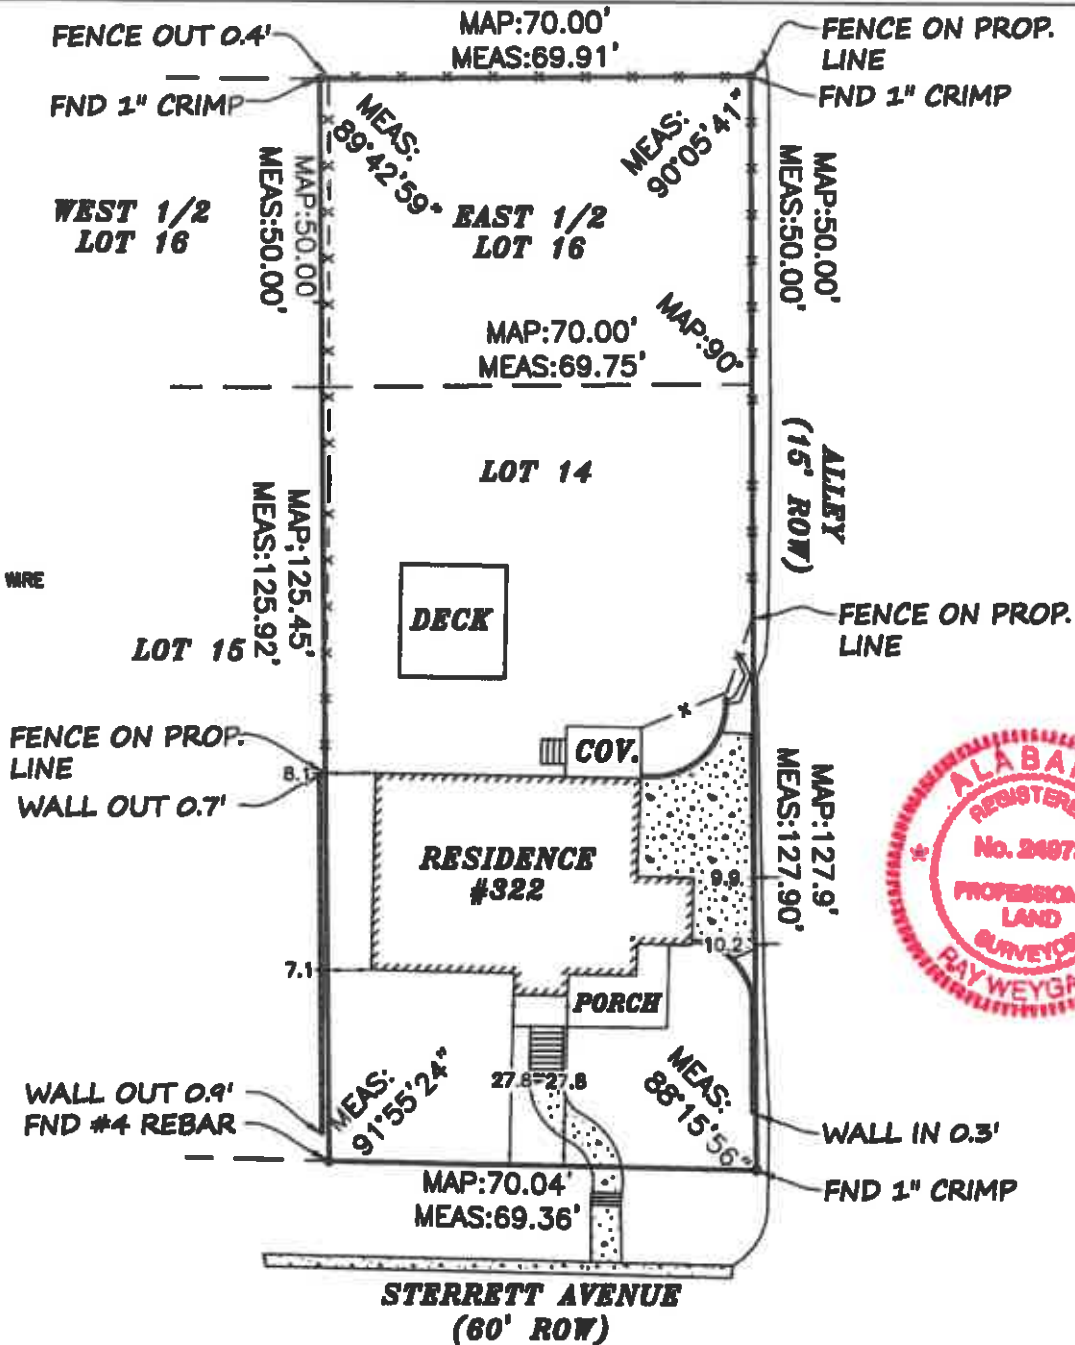 MAP:70.00'
MEAS:69.91'
FENCE OUT 0.4'
FENCE ON PROP.
LINE
FND 1" CRIMP
FND 1" CRIMP
MEAS:
89°42'59"
MEAS:
90°05'41"
MAP:50.00'
MEAS:50.00'
MAP:50.00'
MEAS:50.00'
WEST 1/2
LOT 16
EAST 1/2
LOT 16
MAP:70.00'
MEAS:69.75'
MAP:90°
ALLEY
(15' ROW)
LOT 14
MAP:125.45'
MEAS:125.92'
WIRE
DECK
LOT 15
FENCE ON PROP.
LINE
FENCE ON PROP.
LINE
COV.
8.1
WALL OUT 0.7'
MAP:127.9'
MEAS:127.90'
RESIDENCE
#322
9.9
10.2
7.1
PORCH
ALABA
REGISTERE
No. 2497
PROFESSION
LAND
SURVEYO
RAY WEYGA
27.8
27.8
WALL OUT 0.9'
FND #4 REBAR
MEAS:
91°55'24"
MEAS:
88°15'56"
WALL IN 0.3'
FND 1" CRIMP
MAP:70.04'
MEAS:69.36'
STERRETT AVENUE
(60' ROW)